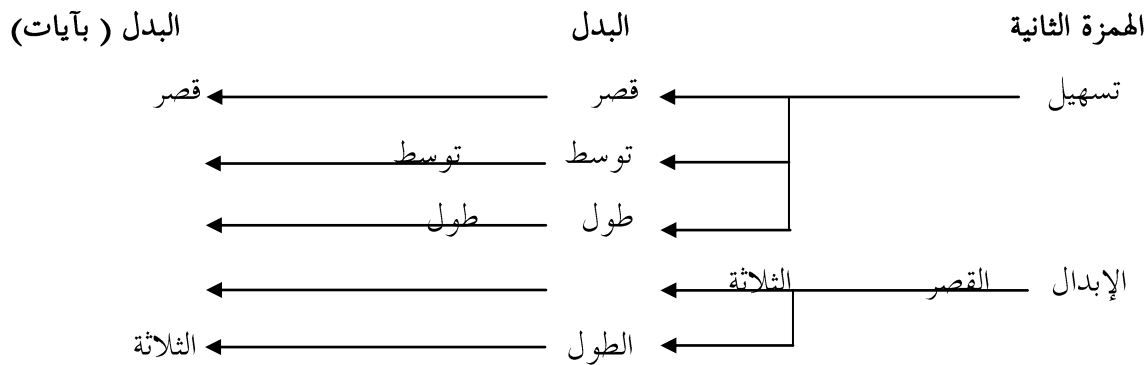 الهمزة الثانية البدل البدل ( بآيات)
تسهيل قصر قصر
توسط توسط
طول طول
الإبدال القصر الثلاثة
الطول الثلاثة